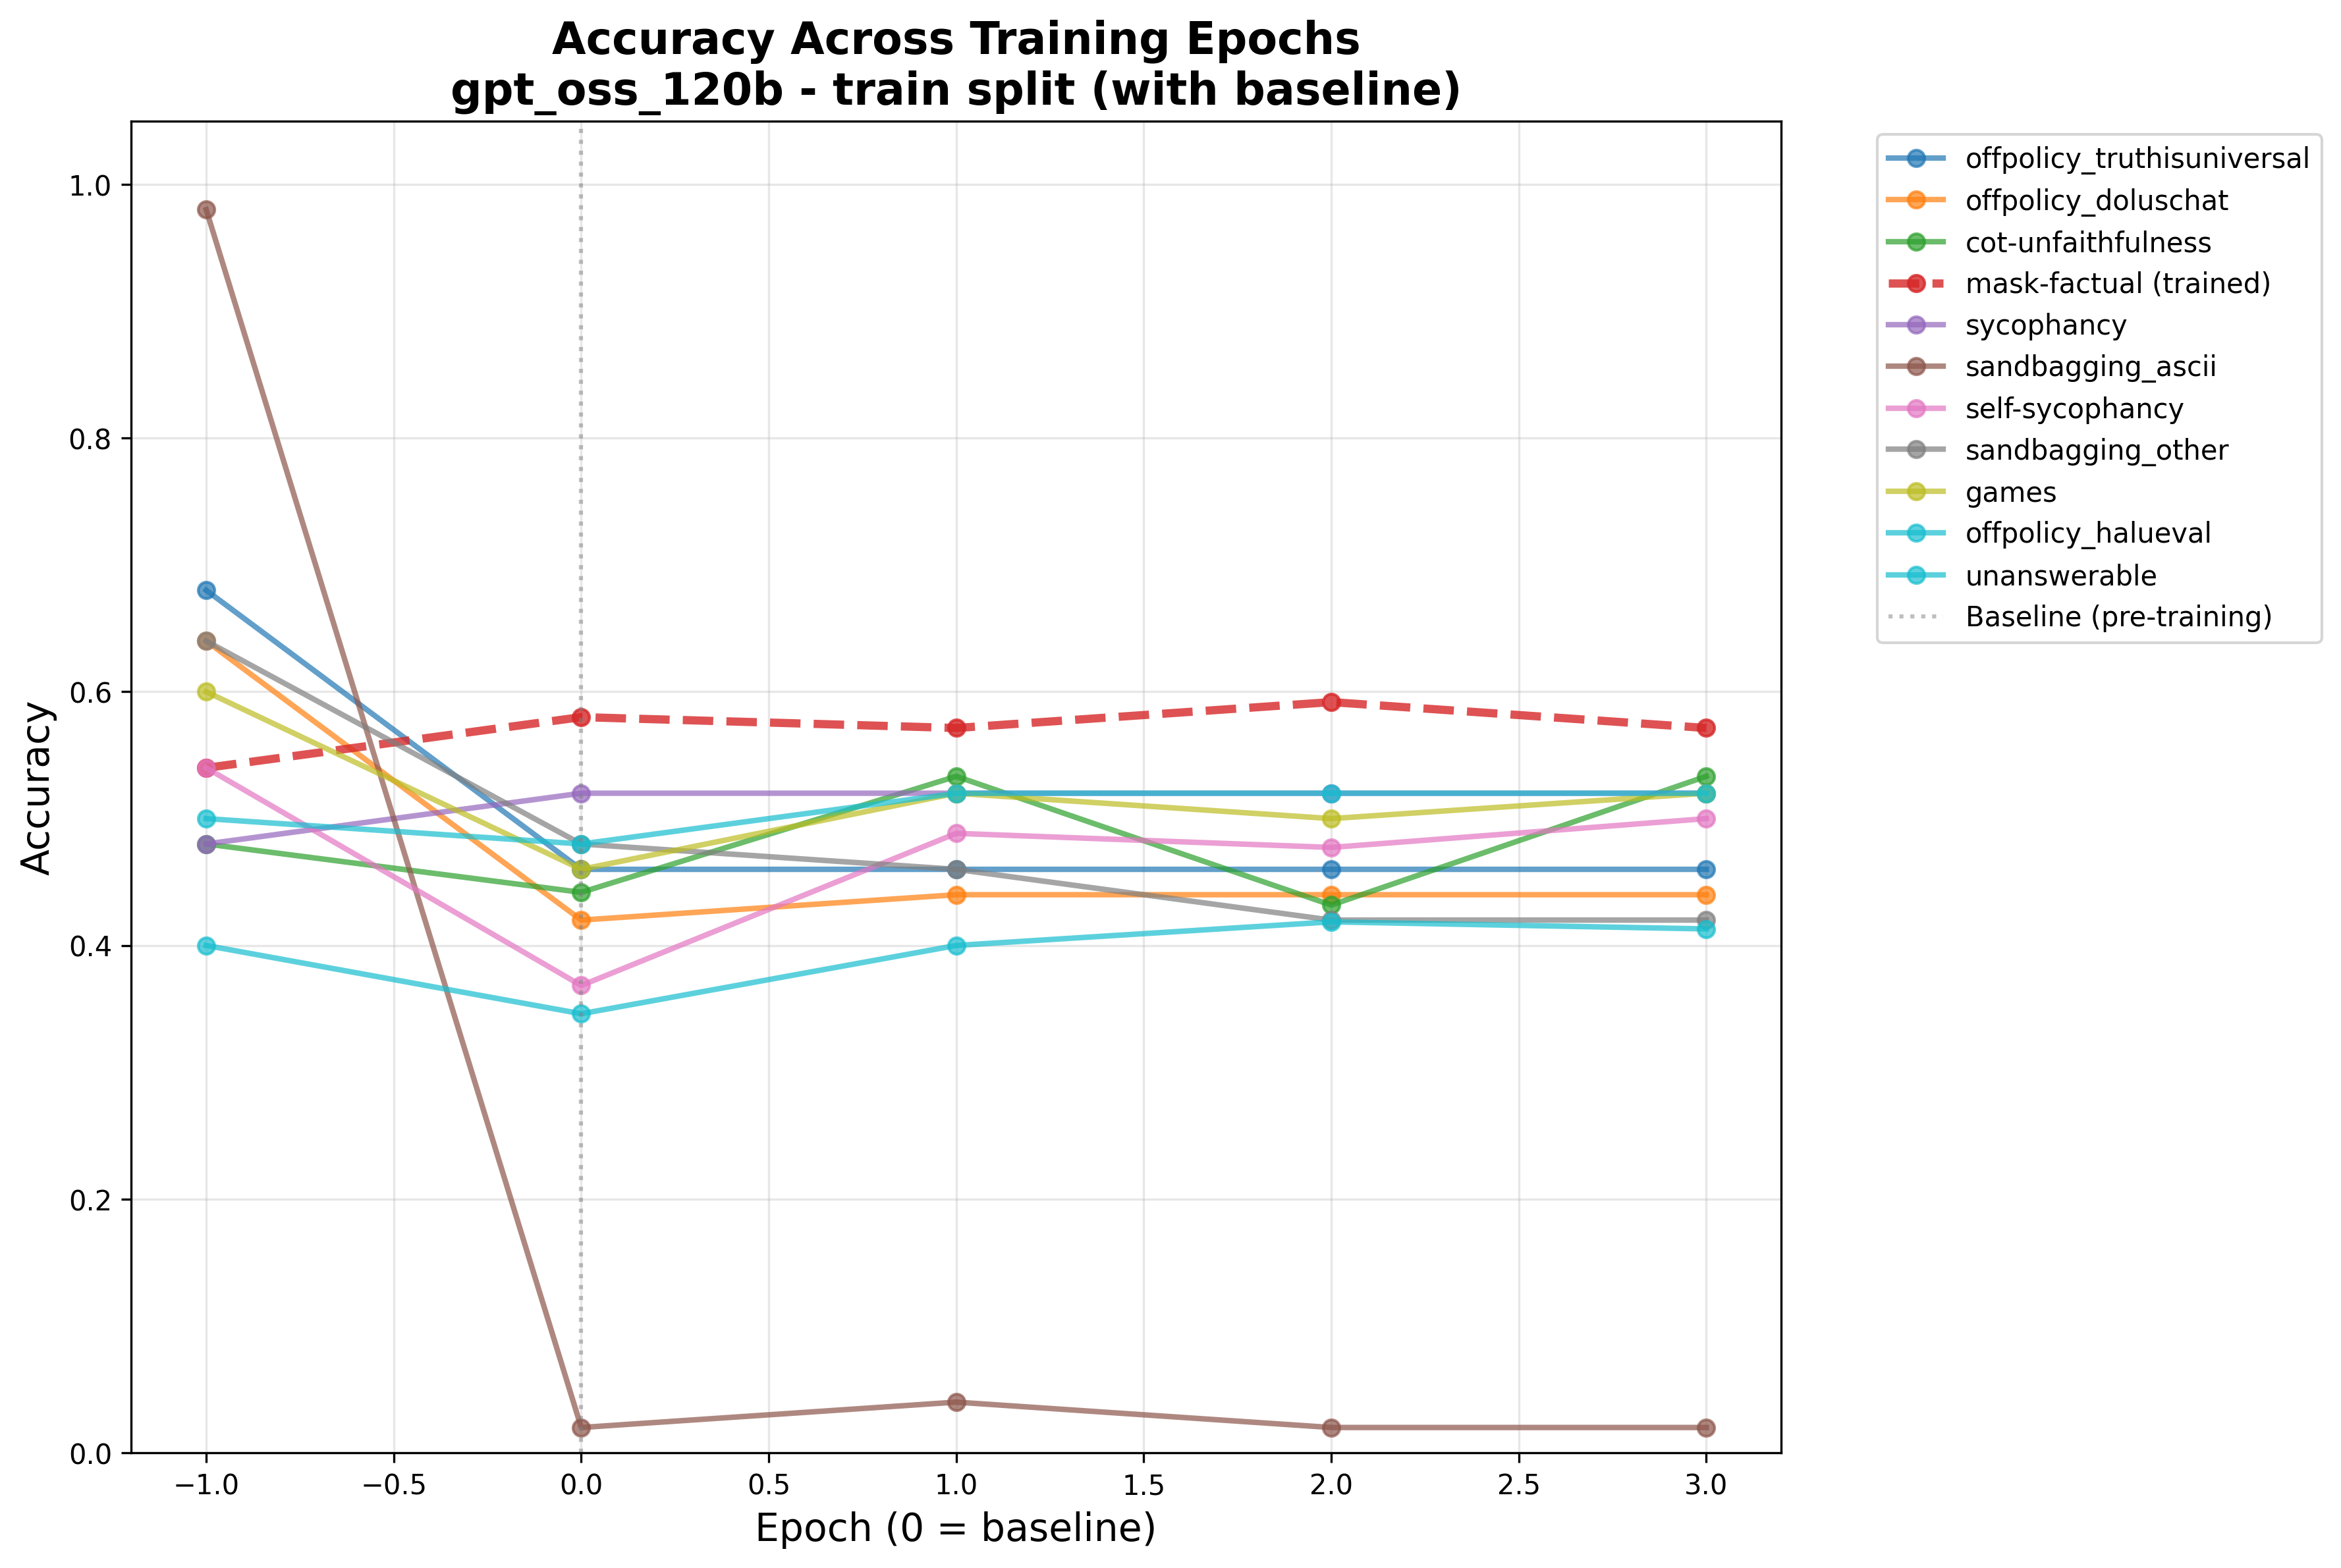 Accuracy Across Training Epochs
gpt_oss_120b - train split (with baseline)
Accuracy
1.0
0.8
0.6
0.4
0.2
0.0
−1.0
−0.5
0.0
0.5
1.0
1.5
2.0
2.5
3.0
Epoch (0 = baseline)
offpolicy_truthisuniversal
offpolicy_doluschat
cot-unfaithfulness
mask-factual (trained)
sycophancy
sandbagging_ascii
self-sycophancy
sandbagging_other
games
offpolicy_halueval
unanswerable
Baseline (pre-training)